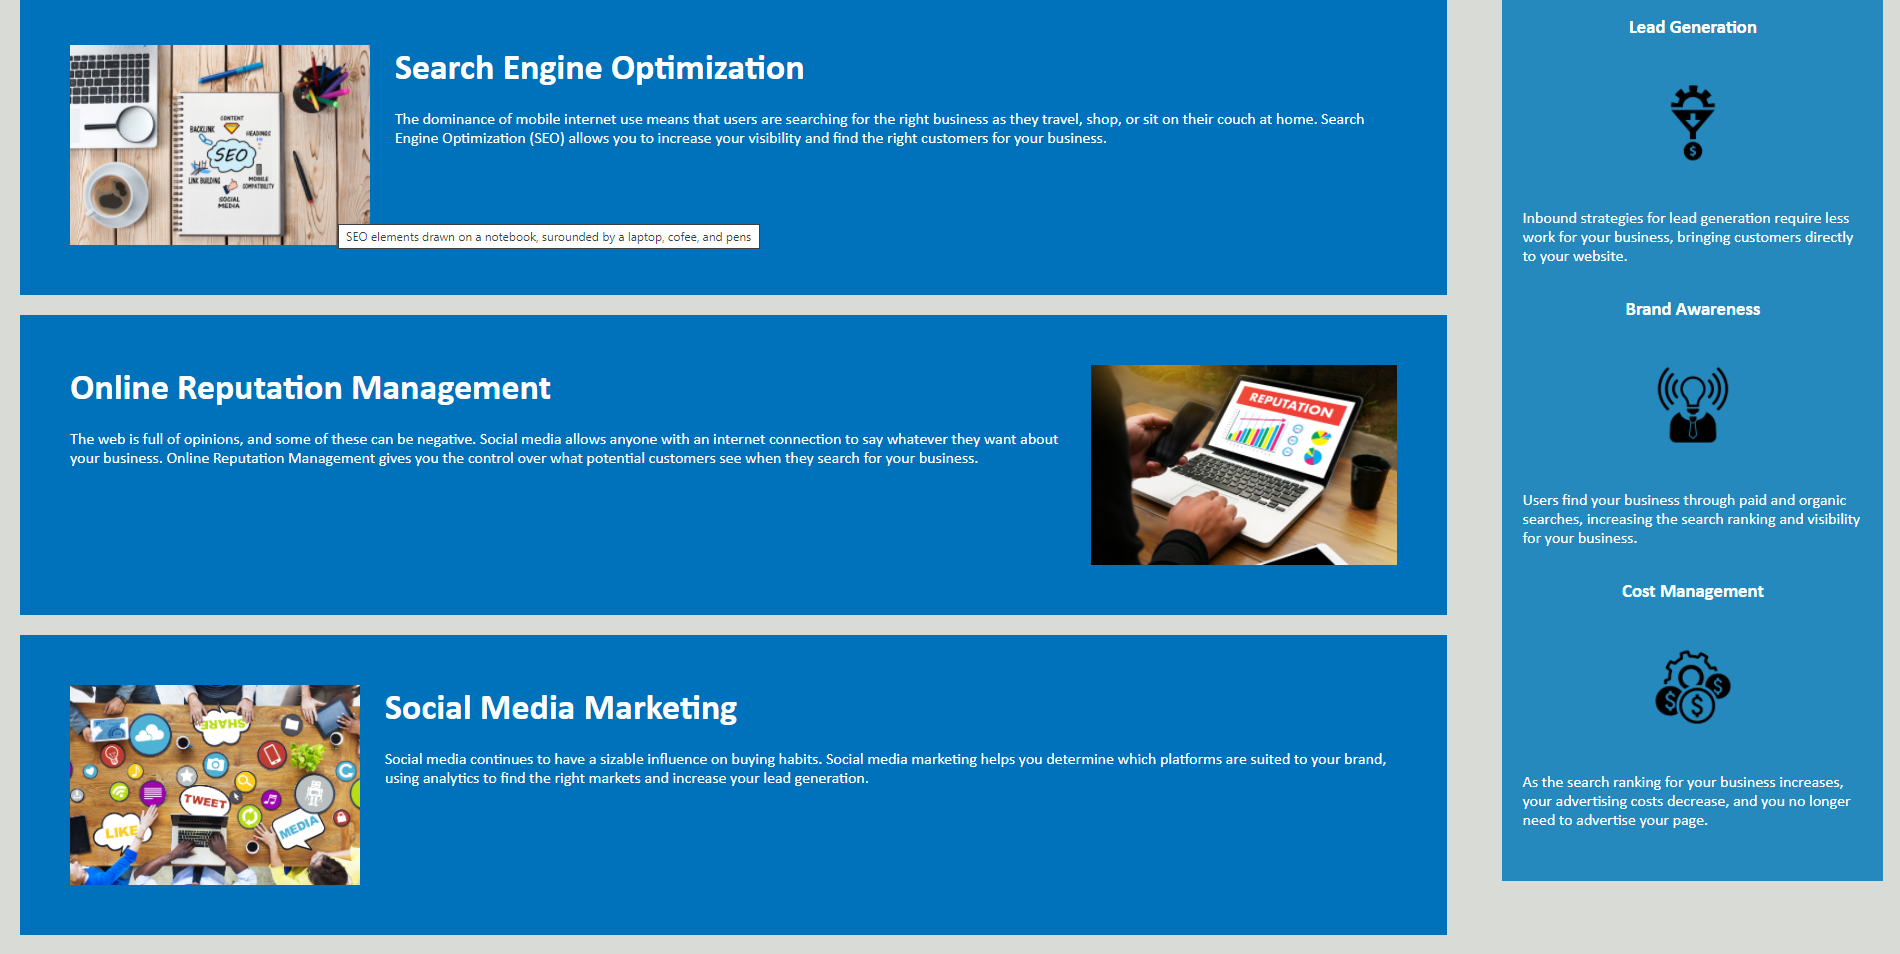 Search Engine Optimization
The dominance of mobile internet use means that users are searching for the right business as they travel, shop, or sit on their couch at home. Search
Engine Optimization (SEO) allows you to increase your visibility and find the right customers for your business.
CONTENT
BACKLINK
HEADINGS
SEO
LINK BUILDING
MOBILE
COMPATIBILITY
SOCIAL
MEDIA
SEO elements drawn on a notebook, surounded by a laptop, cofee, and pens
Online Reputation Management
The web is full of opinions, and some of these can be negative. Social media allows anyone with an internet connection to say whatever they want about
your business. Online Reputation Management gives you the control over what potential customers see when they search for your business.
REPUTATION
Social Media Marketing
Social media continues to have a sizable influence on buying habits. Social media marketing helps you determine which platforms are suited to your brand,
using analytics to find the right markets and increase your lead generation.
SHARE
TWEET
LIKE
MEDIA
Lead Generation
$
Inbound strategies for lead generation require less
work for your business, bringing customers directly
to your website.
Brand Awareness
Users find your business through paid and organic
searches, increasing the search ranking and visibility
for your business.
Cost Management
$ $ $
As the search ranking for your business increases,
your advertising costs decrease, and you no longer
need to advertise your page.